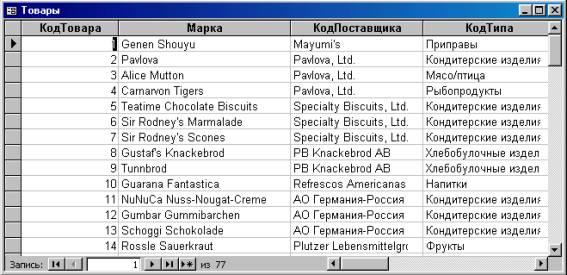 Товары
КодТовара Марка КодПоставщика КодТипа
1 Genen Shouyu Mayumi's Приправы
2 Pavlova Pavlova, Ltd. Кондитерские изделия
3 Alice Mutton Pavlova, Ltd. Мясо/птица
4 Carnarvon Tigers Pavlova, Ltd. Рыбопродукты
5 Teatime Chocolate Biscuits Specialty Biscuits, Ltd. Кондитерские изделия
6 Sir Rodney's Marmalade Specialty Biscuits, Ltd. Кондитерские изделия
7 Sir Rodney's Scones Specialty Biscuits, Ltd. Кондитерские изделия
8 Gustaf's Knackebrod PB Knackebrod AB Хлебобулочные издел
9 Tunnbrod PB Knackebrod AB Хлебобулочные издел
10 Guarana Fantastica Refrescos Americanas Напитки
11 NuNuCa Nuss-Nougat-Creme АО Германия-Россия Кондитерские изделия
12 Gumbar Gummibarchen АО Германия-Россия Кондитерские изделия
13 Schoggi Schokolade АО Германия-Россия Кондитерские изделия
14 Rossle Sauerkraut Plutzer Lebensmittelgro Фрукты
Запись: 1 из 77